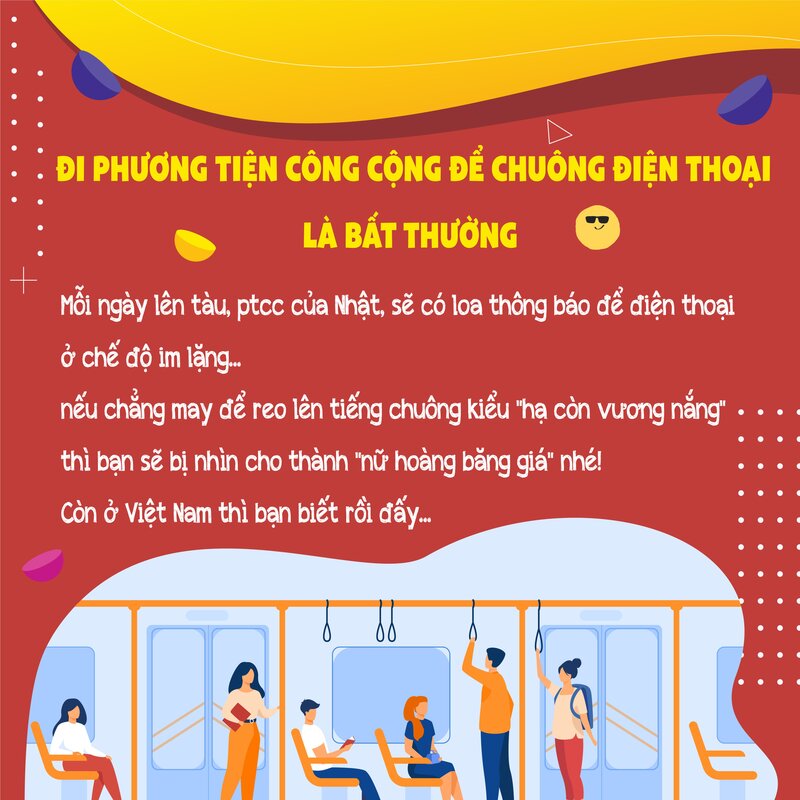 ĐI PHƯƠNG TIỆN CÔNG CỘNG ĐỂ CHUÔNG ĐIỆN THOẠI
LÀ BẤT THƯỜNG
Mỗi ngày lên tàu, ptcc của Nhật, sẽ có loa thông báo để điện thoại
ở chế độ im lặng...
nếu chẳng may để reo lên tiếng chuông kiểu "hạ còn vương nắng"
thì bạn sẽ bị nhìn cho thành "nữ hoàng băng giá" nhé!
Còn ở Việt Nam thì bạn biết rồi đấy...